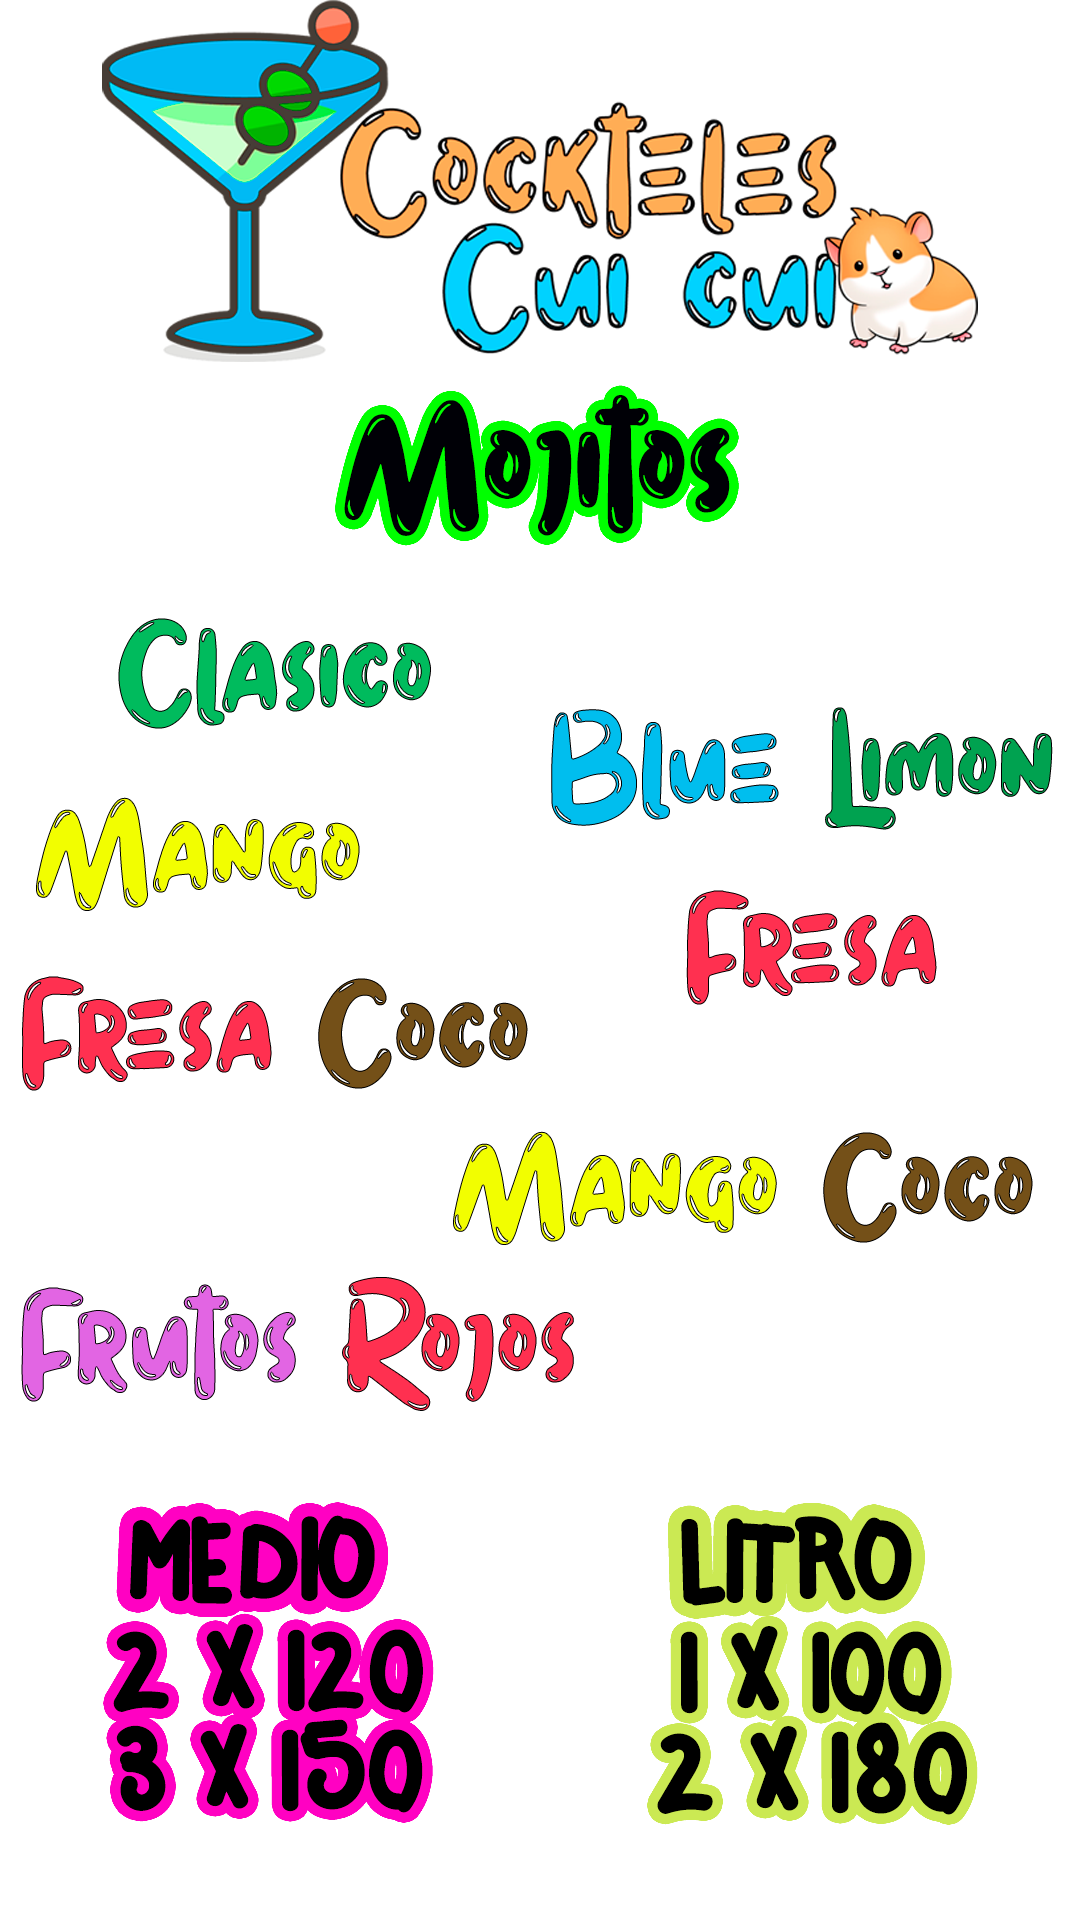 Cockteles
Cui cui
Mojitos
Clasico
Blue Limon
Mango
Fresa
Fresa Coco
Mango Coco
Frutos Rojos
MEDIO
2 X 120
3 X 150
LITRO
1 X 100
2 X 180